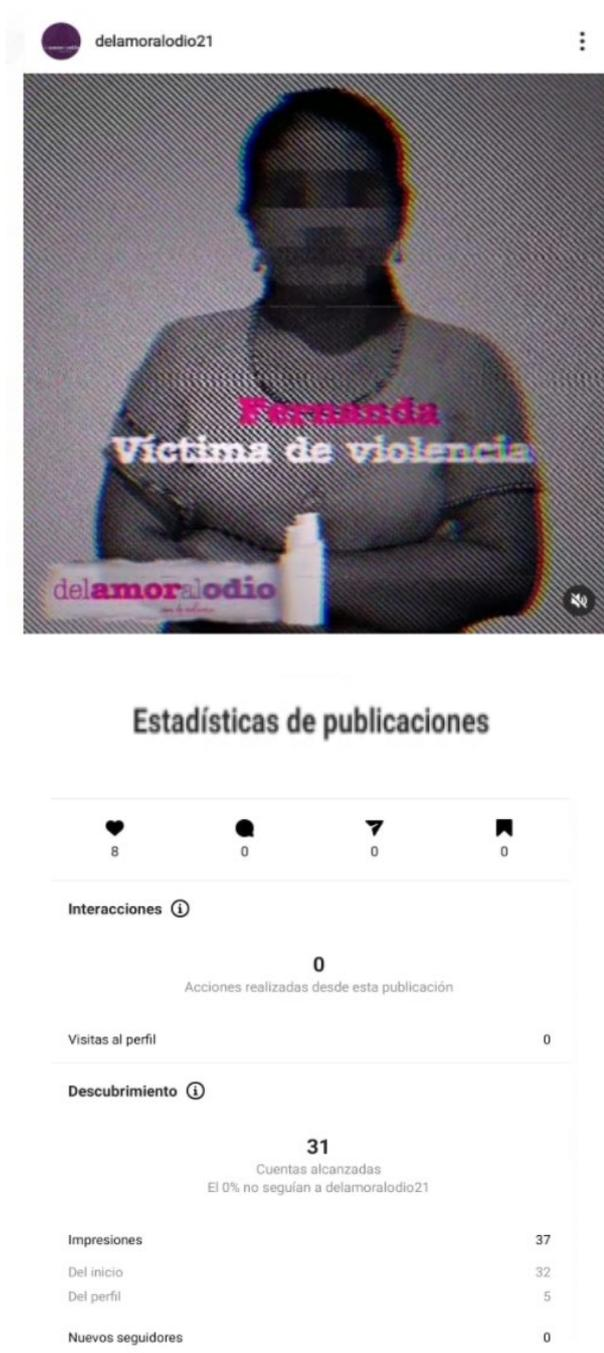 delamoralodio21
Fernanda
Víctima de violencia
delamoralodio
Estadísticas de publicaciones
8
0
0
0
Interacciones
0
Acciones realizadas desde esta publicación
Visitas al perfil 0
Descubrimiento
31
Cuentas alcanzadas
El 0% no seguían a delamoralodio21
Impresiones 37
Del inicio 32
Del perfil 5
Nuevos seguidores 0